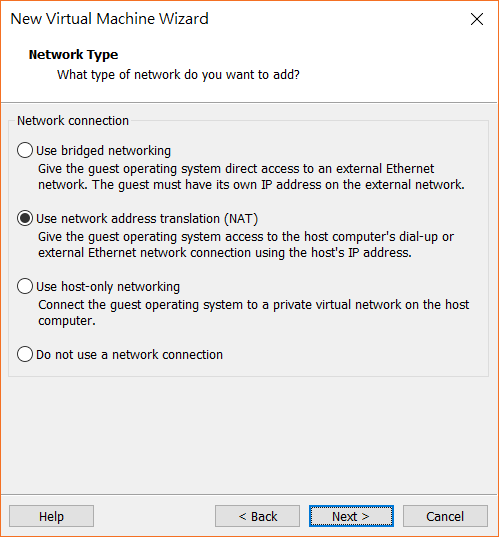 New Virtual Machine Wizard
Network Type
What type of network do you want to add?
Network connection
Use bridged networking
Give the guest operating system direct access to an external Ethernet
network. The guest must have its own IP address on the external network.
Use network address translation (NAT)
Give the guest operating system access to the host computer's dial-up or
external Ethernet network connection using the host's IP address.
Use host-only networking
Connect the guest operating system to a private virtual network on the host
computer.
Do not use a network connection
Help
< Back
Next >
Cancel